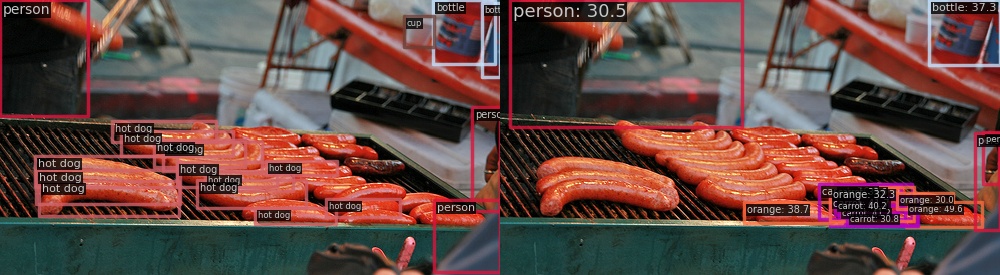 person
bottle
cup
perso
hot dog
hot dog
hot dog
hot dog
hot dog
hot dog
hot dog
hot dog
hot dog
hot dog
person
person: 30.5
bottle: 37.3
orange: 38.7
orange: 32.3
carrot: 40.2
carrot: 30.8
orange: 30.0
orange: 49.6